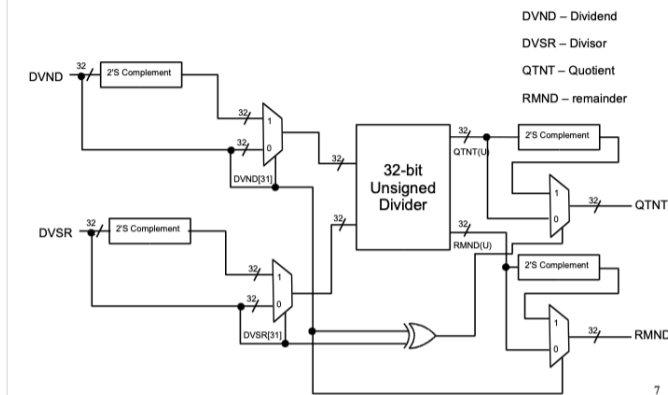 DVND – Dividend
DVSR – Divisor
QTNT – Quotient
RMND – remainder
DVND
32
2'S Complement
32
1
32
0
DVND[31]
32
32-bit
Unsigned
Divider
32
QTNT(U)
2'S Complement
1
0
32
QTNT
DVSR
32
2'S Complement
32
1
32
0
DVSR[31]
32
32
RMND(U)
2'S Complement
1
0
32
RMND
7